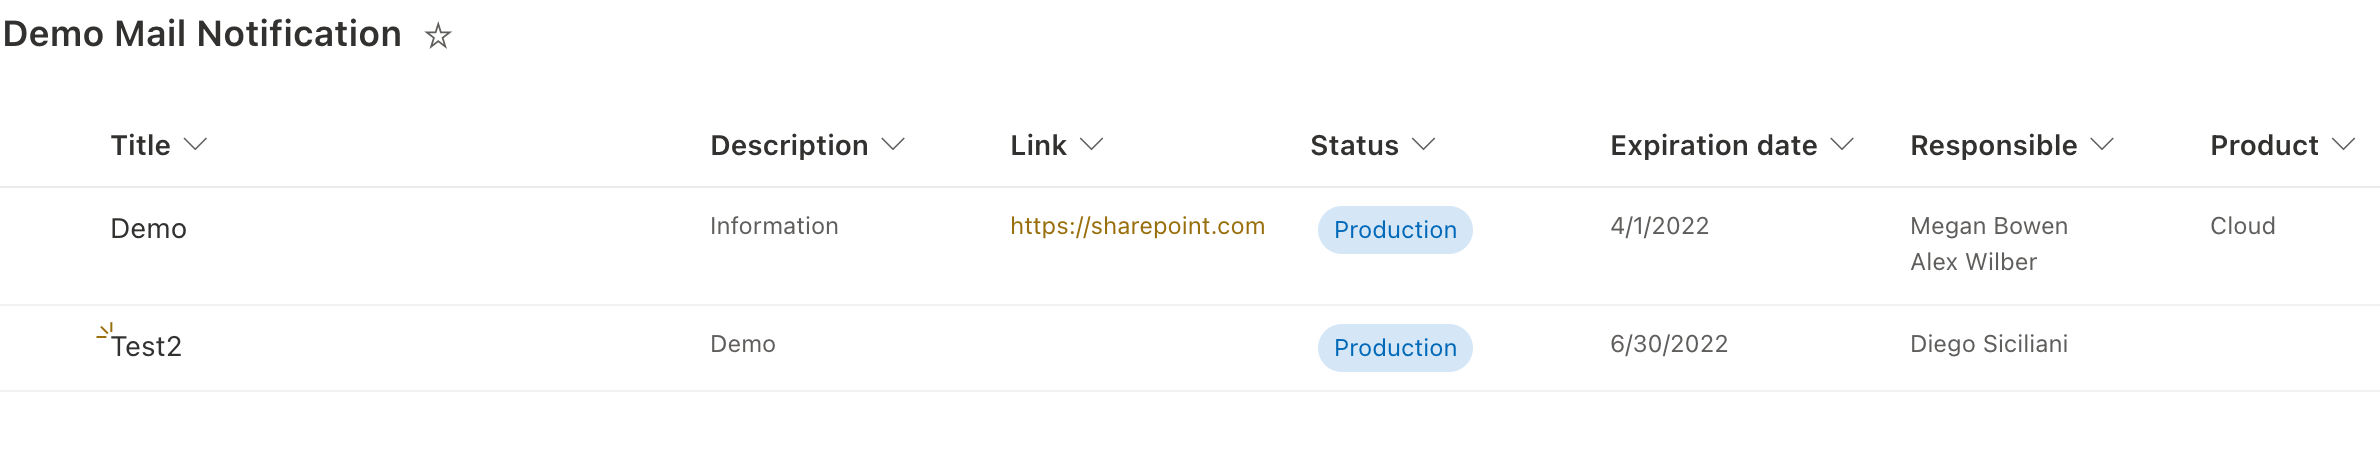 Demo Mail Notification
Title Description Link Status Expiration date Responsible Product
Demo Information https://sharepoint.com Production 4/1/2022 Megan Bowen Cloud
Alex Wilber
Test2 Demo Production 6/30/2022 Diego Siciliani